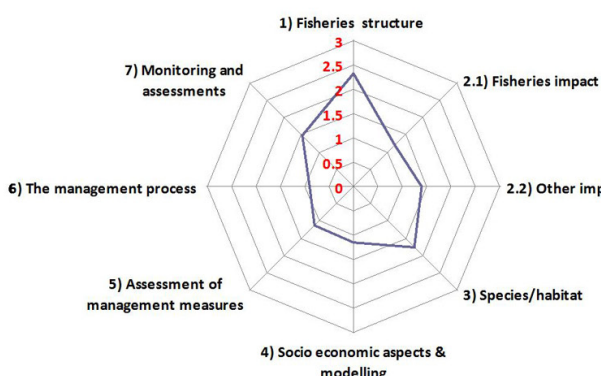 1) Fisheries structure
3
2.5
2
1.5
1
0.5
0
2.1) Fisheries impact
2.2) Other imp
3) Species/habitat
4) Socio economic aspects &
modelling
5) Assessment of
management measures
6) The management process
7) Monitoring and
assessments